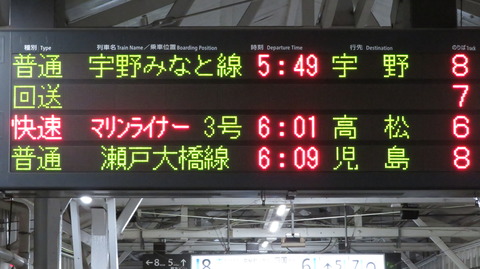 種別 Type 列車名 Train Name / 乗車位置 Boarding Position 時刻 Departure Time 行先 Destination のりば Track
普通 宇野みなと線 5:49 宇野 8
回送 7
快速 マリンライナー 3号 6:01 高松 6
普通 瀬戸大橋線 6:09 児島 8